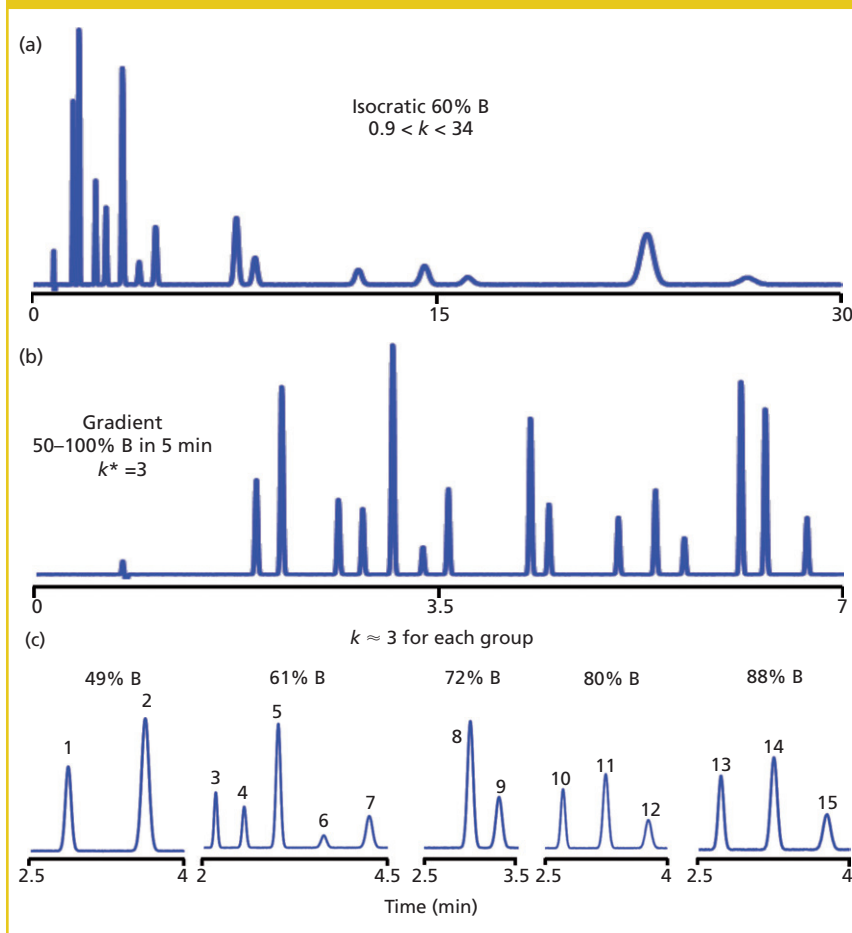 (a)
Isocratic 60% B
0.9 < k < 34
0 15 30
(b)
Gradient
50–100% B in 5 min
k* =3
0 3.5 7
(c)
k ≈ 3 for each group
49% B 61% B 72% B 80% B 88% B
1 2 3 4 5 6 7 8 9 10 11 12 13 14 15
2.5 4 2 4.5 2.5 3.5 2.5 4 2.5 4
Time (min)